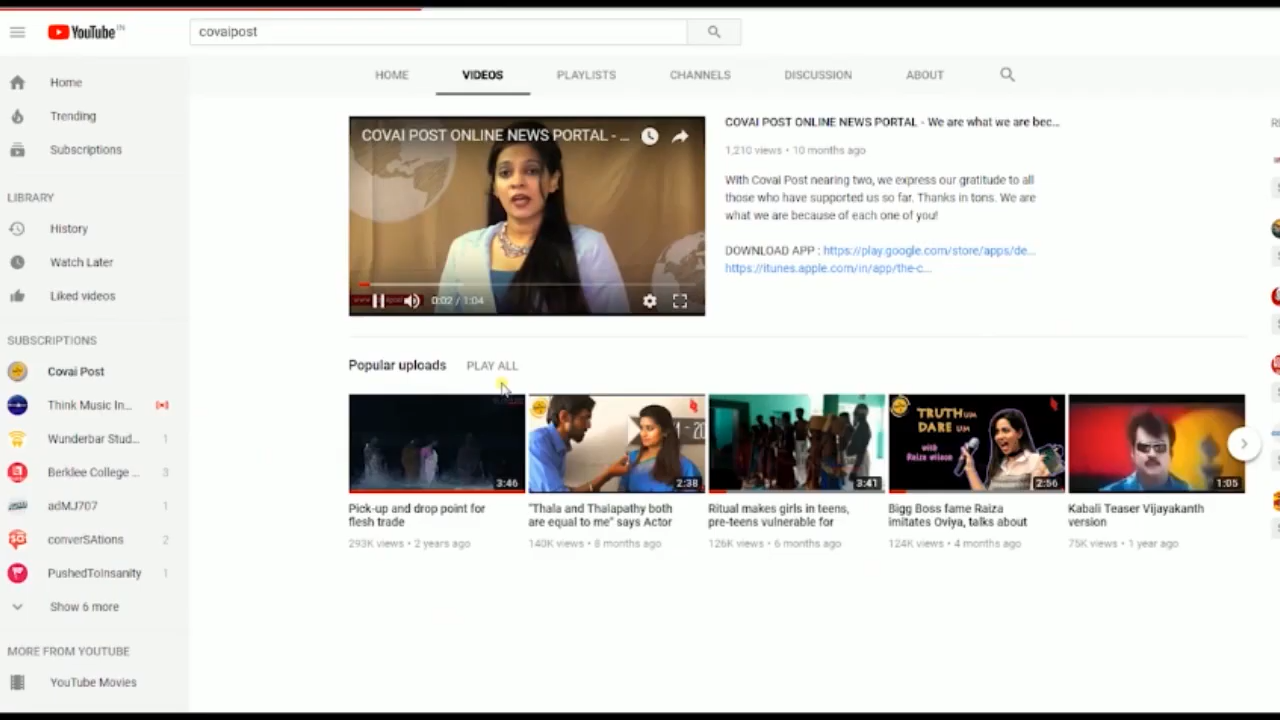 YouTube IN
covaipost
Home
Trending
Subscriptions
LIBRARY
History
Watch Later
Liked videos
SUBSCRIPTIONS
Covai Post
Think Music In...
Wunderbar Stud... 1
Berklee College ... 3
adMJ707 1
converSAtions 2
PushedToInsanity 1
Show 6 more
MORE FROM YOUTUBE
YouTube Movies
HOME VIDEOS PLAYLISTS CHANNELS DISCUSSION ABOUT
COVAI POST ONLINE NEWS PORTAL - ...
0:02 / 1:04
COVAI POST ONLINE NEWS PORTAL - We are what we are bec...
1,210 views • 10 months ago
With Covai Post nearing two, we express our gratitude to all
those who have supported us so far. Thanks in tons. We are
what we are because of each one of you!
DOWNLOAD APP : https://play.google.com/store/apps/de...
https://itunes.apple.com/in/app/the-c...
Popular uploads PLAY ALL
3:46
Pick-up and drop point for
flesh trade
293K views • 2 years ago
2:38
"Thala and Thalapathy both
are equal to me" says Actor
140K views • 8 months ago
3:41
Ritual makes girls in teens,
pre-teens vulnerable for
126K views • 6 months ago
TRUTH UM
DARE UM
with
Raiza wilson
2:56
Bigg Boss fame Raiza
imitates Oviya, talks about
124K views • 4 months ago
1:05
Kabali Teaser Vijayakanth
version
75K views • 1 year ago